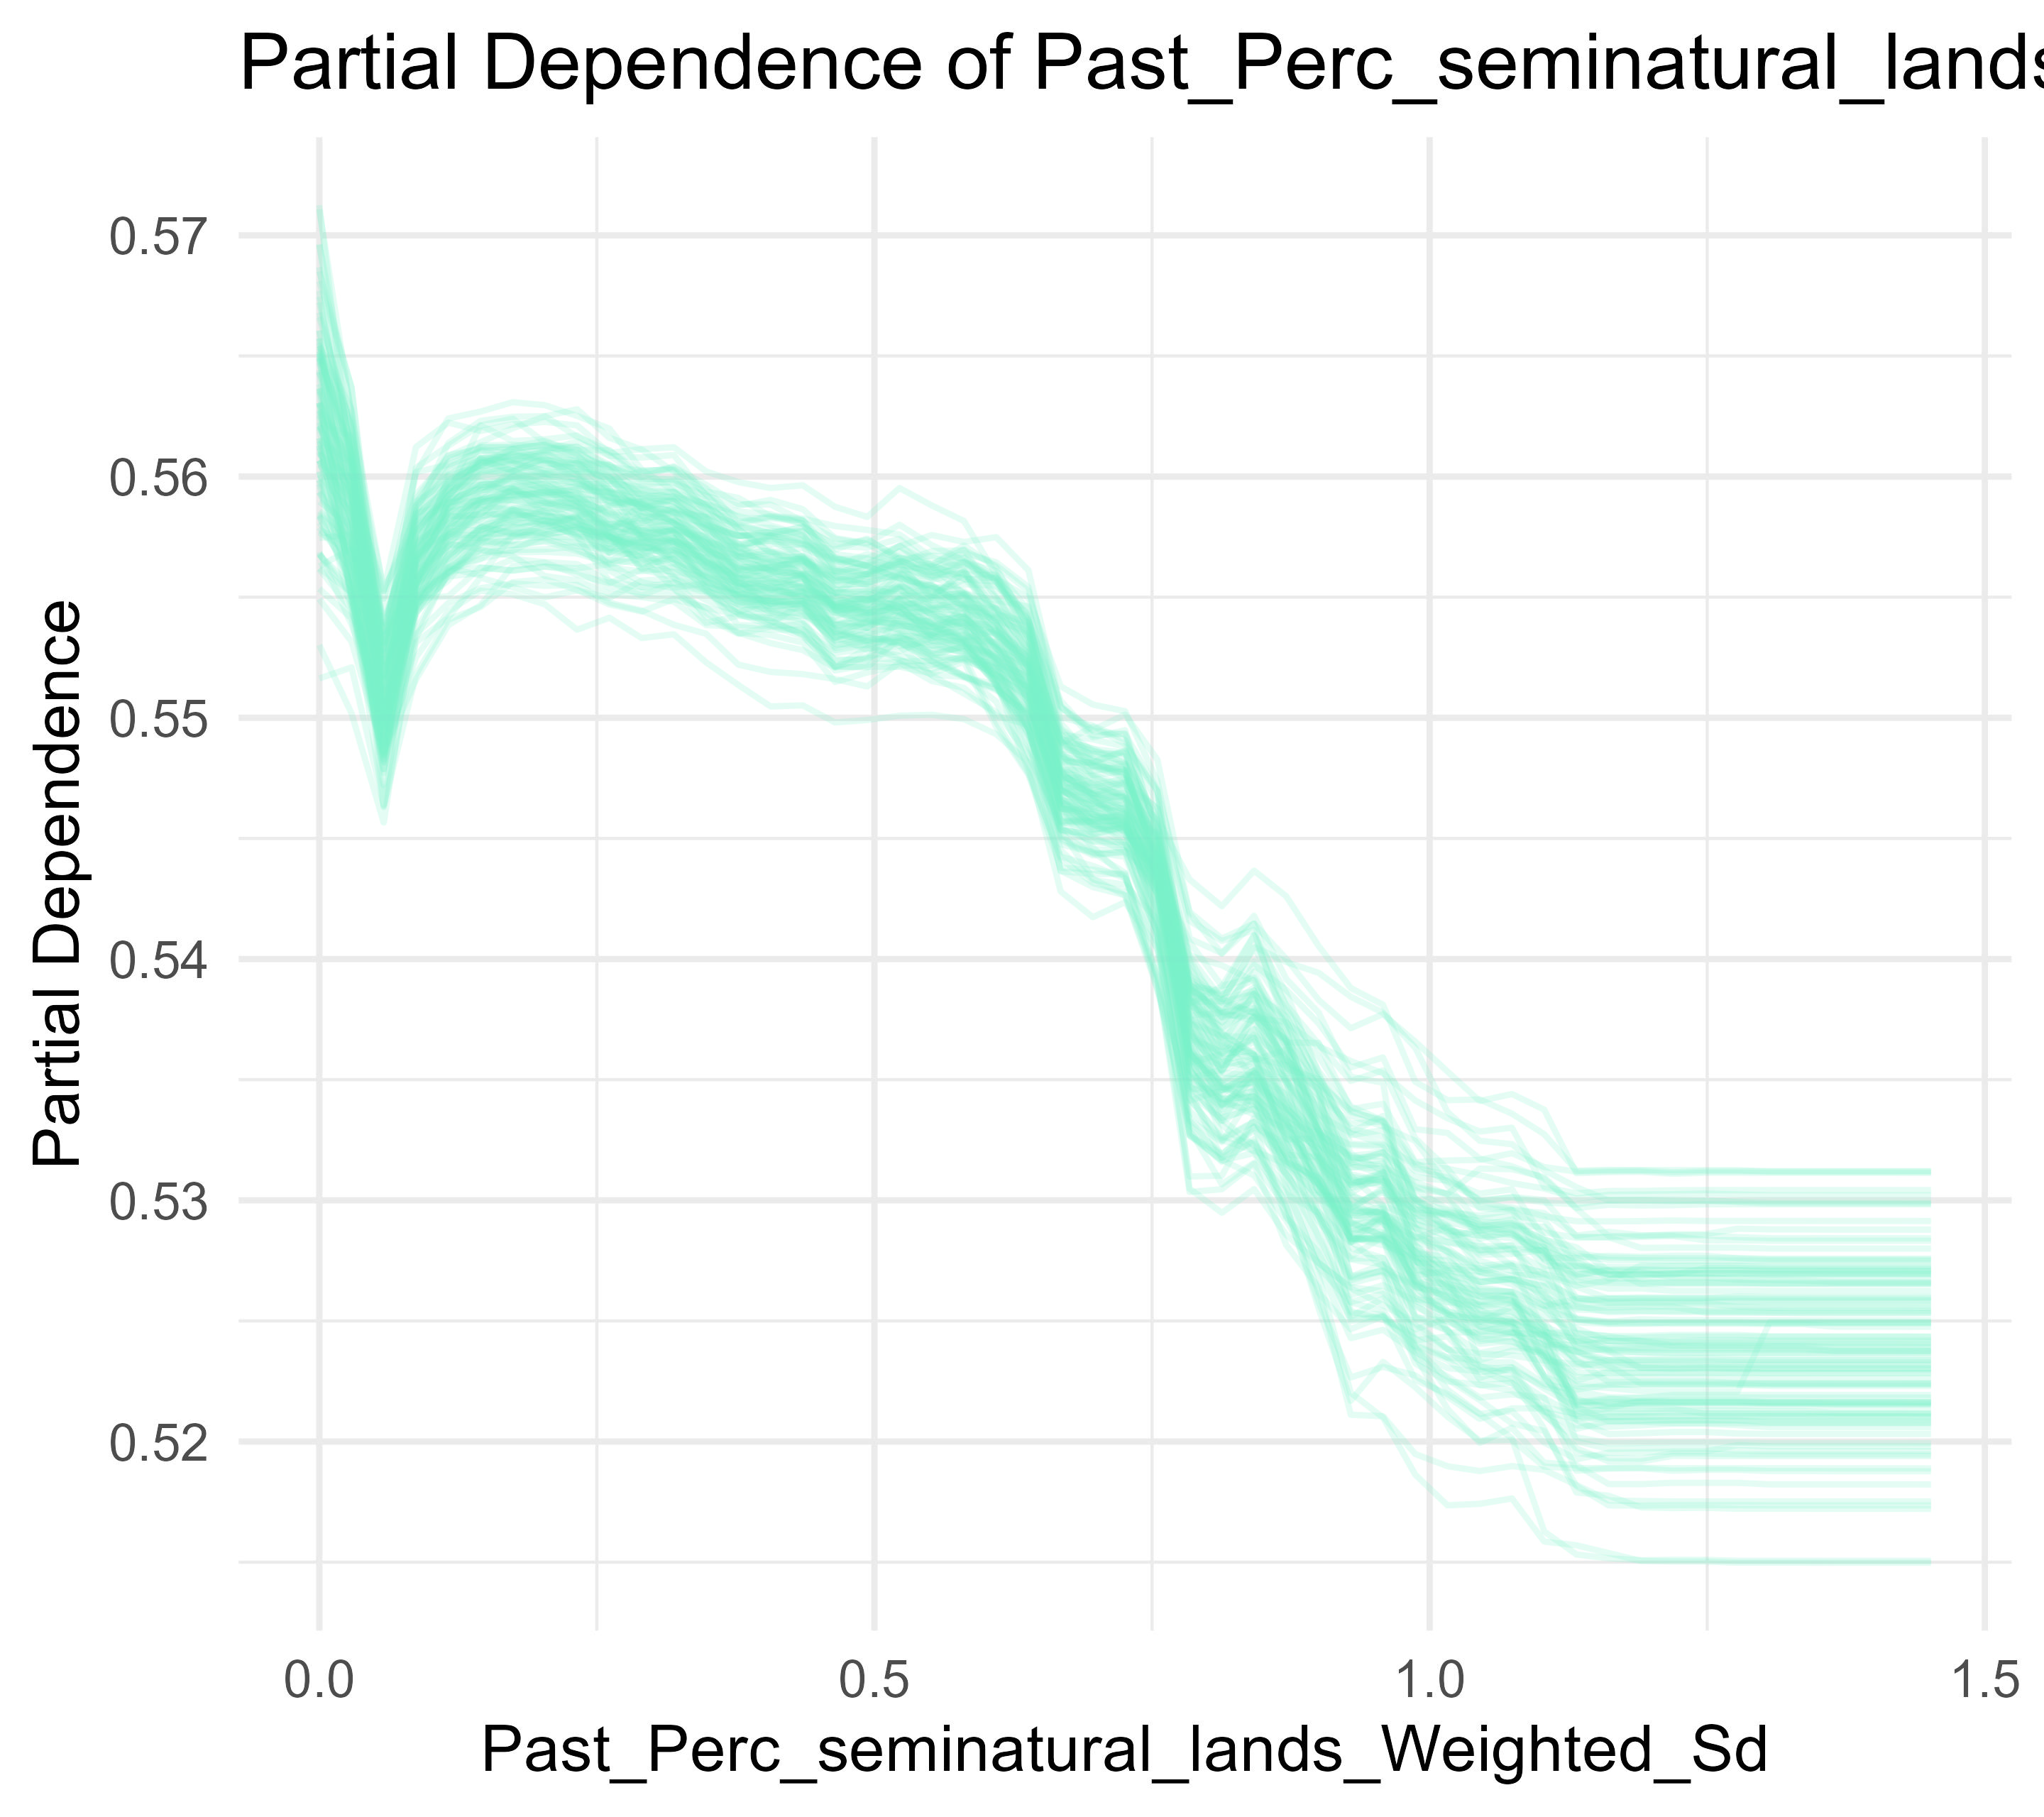 Partial Dependence of Past_Perc_seminatural_lands
0.57
0.56
0.55
0.54
0.53
0.52
Partial Dependence
0.0 0.5 1.0 1.5
Past_Perc_seminatural_lands_Weighted_Sd